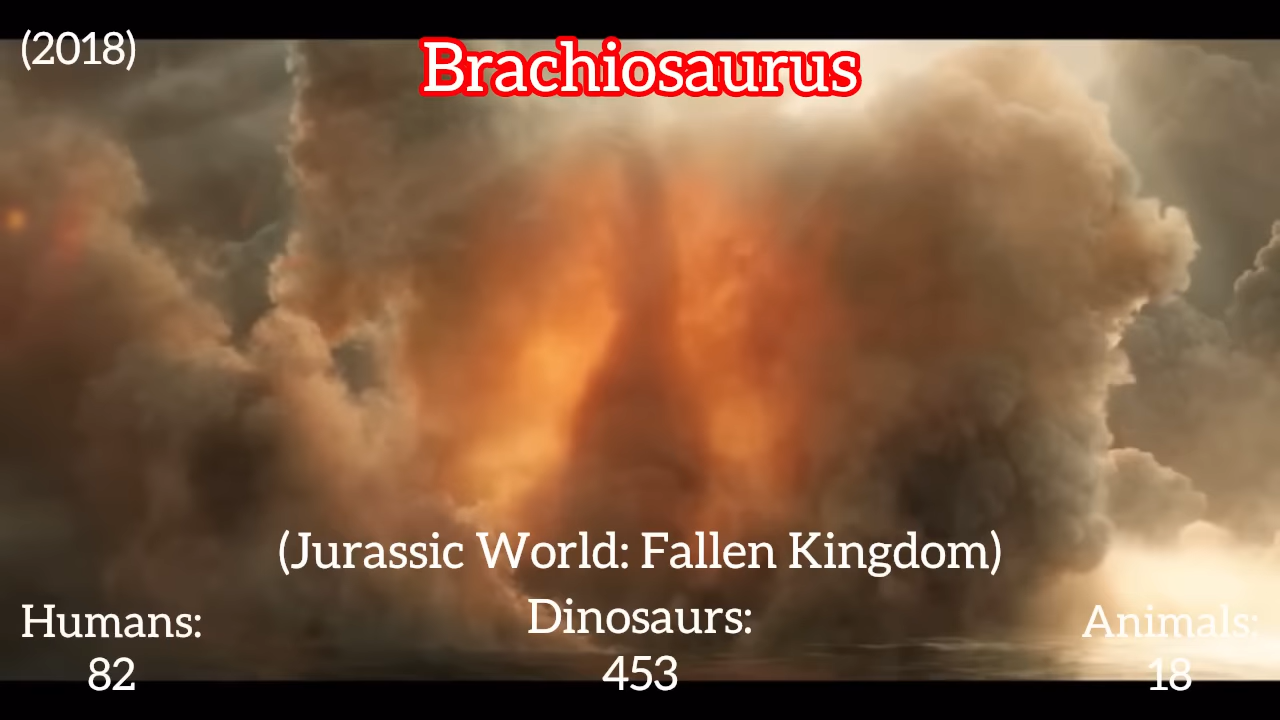 (2018)
Brachiosaurus
(Jurassic World: Fallen Kingdom)
Humans:
82
Dinosaurs:
453
Animals:
18